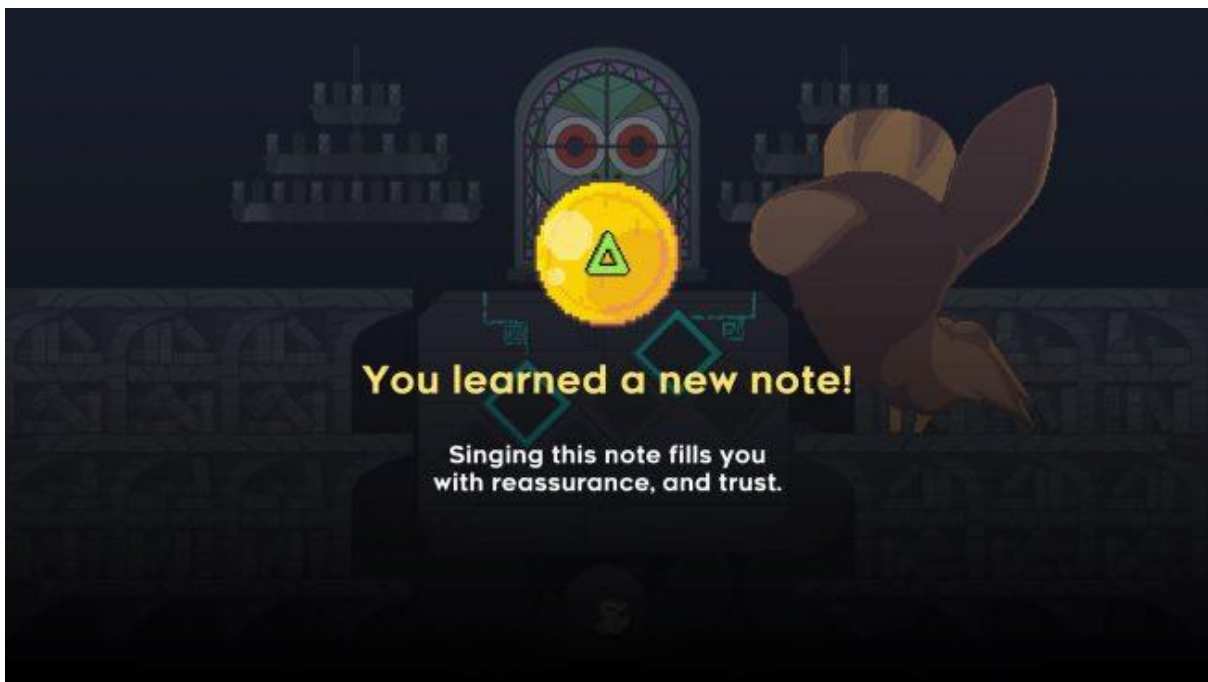 You learned a new note!
Singing this note fills you
with reassurance, and trust.